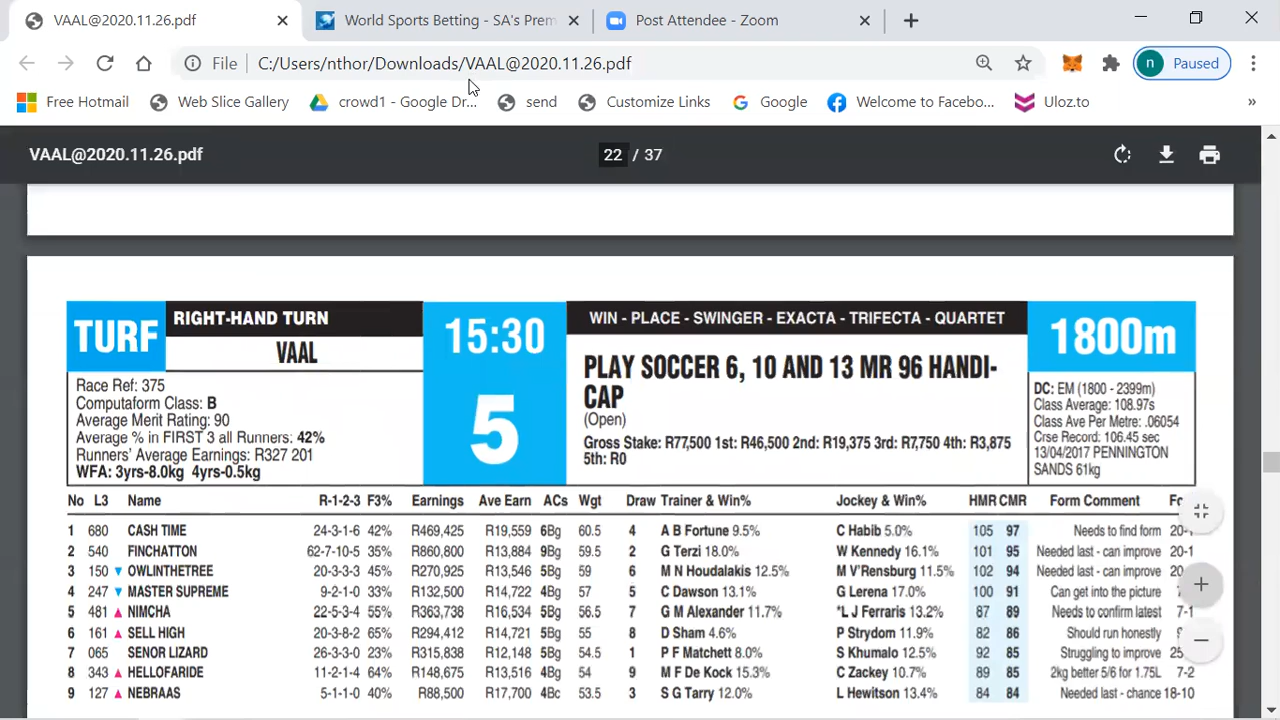 VAAL@2020.11.26.pdf
World Sports Betting - SA's Prem
Post Attendee - Zoom
File
C:/Users/nthor/Downloads/VAAL@2020.11.26.pdf
n Paused
Free Hotmail
Web Slice Gallery
crowd1 - Google Dr...
send
Customize Links
Google
Welcome to Facebo...
Uloz.to
»
VAAL@2020.11.26.pdf
22 / 37
TURF
RIGHT-HAND TURN
VAAL
Race Ref: 375
Computaform Class: B
Average Merit Rating: 90
Average % in FIRST 3 all Runners: 42%
Runners' Average Earnings: R327 201
WFA: 3yrs-8.0kg 4yrs-0.5kg
15:30
5
WIN - PLACE - SWINGER - EXACTA - TRIFECTA - QUARTET
PLAY SOCCER 6, 10 AND 13 MR 96 HANDI-
CAP
(Open)
Gross Stake: R77,500 1st: R46,500 2nd: R19,375 3rd: R7,750 4th: R3,875
5th: R0
1800m
DC: EM (1800 - 2399m)
Class Average: 108.97s
Class Ave Per Metre: .06054
Crse Record: 106.45 sec
13/04/2017 PENNINGTON
SANDS 61kg
No L3 Name R-1-2-3 F3% Earnings Ave Earn ACs Wgt Draw Trainer & Win% Jockey & Win% HMR CMR Form Comment Fo
1 680 CASH TIME 24-3-1-6 42% R469,425 R19,559 6Bg 60.5 4 A B Fortune 9.5% C Habib 5.0% 105 97 Needs to find form 20-1
2 540 FINCHATTON 62-7-10-5 35% R860,800 R13,884 9Bg 59.5 2 G Terzi 18.0% W Kennedy 16.1% 101 95 Needed last - can improve 20-1
3 150 ▼ OWLINTHETREE 20-3-3-3 45% R270,925 R13,546 5Bg 59 6 M N Houdalakis 12.5% M V'Rensburg 11.5% 102 94 Needed last - can improve 20
4 247 ▼ MASTER SUPREME 9-2-1-0 33% R132,500 R14,722 4Bg 57 5 C Dawson 13.1% G Lerena 17.0% 100 91 Can get into the picture
5 481 ▲ NIMCHA 22-5-3-4 55% R363,738 R16,534 5Bg 56.5 7 G M Alexander 11.7% *L J Ferraris 13.2% 87 89 Needs to confirm latest 7-1
6 161 ▲ SELL HIGH 20-3-8-2 65% R294,412 R14,721 5Bg 55 8 D Sham 4.6% P Strydom 11.9% 82 86 Should run honestly
7 065 SENOR LIZARD 26-3-3-0 23% R315,838 R12,148 5Bg 54.5 1 P F Matchett 8.0% S Khumalo 12.5% 92 85 Struggling to improve 25
8 343 ▲ HELLOFARIDE 11-2-1-4 64% R148,675 R13,516 4Bg 54 9 M F De Kock 15.3% C Zackey 10.7% 89 85 2kg better 5/6 for 1.75L 7-2
9 127 ▲ NEBRAAS 5-1-1-0 40% R88,500 R17,700 4Bc 53.5 3 S G Tarry 12.0% L Hewitson 13.4% 84 84 Needed last - chance 18-10